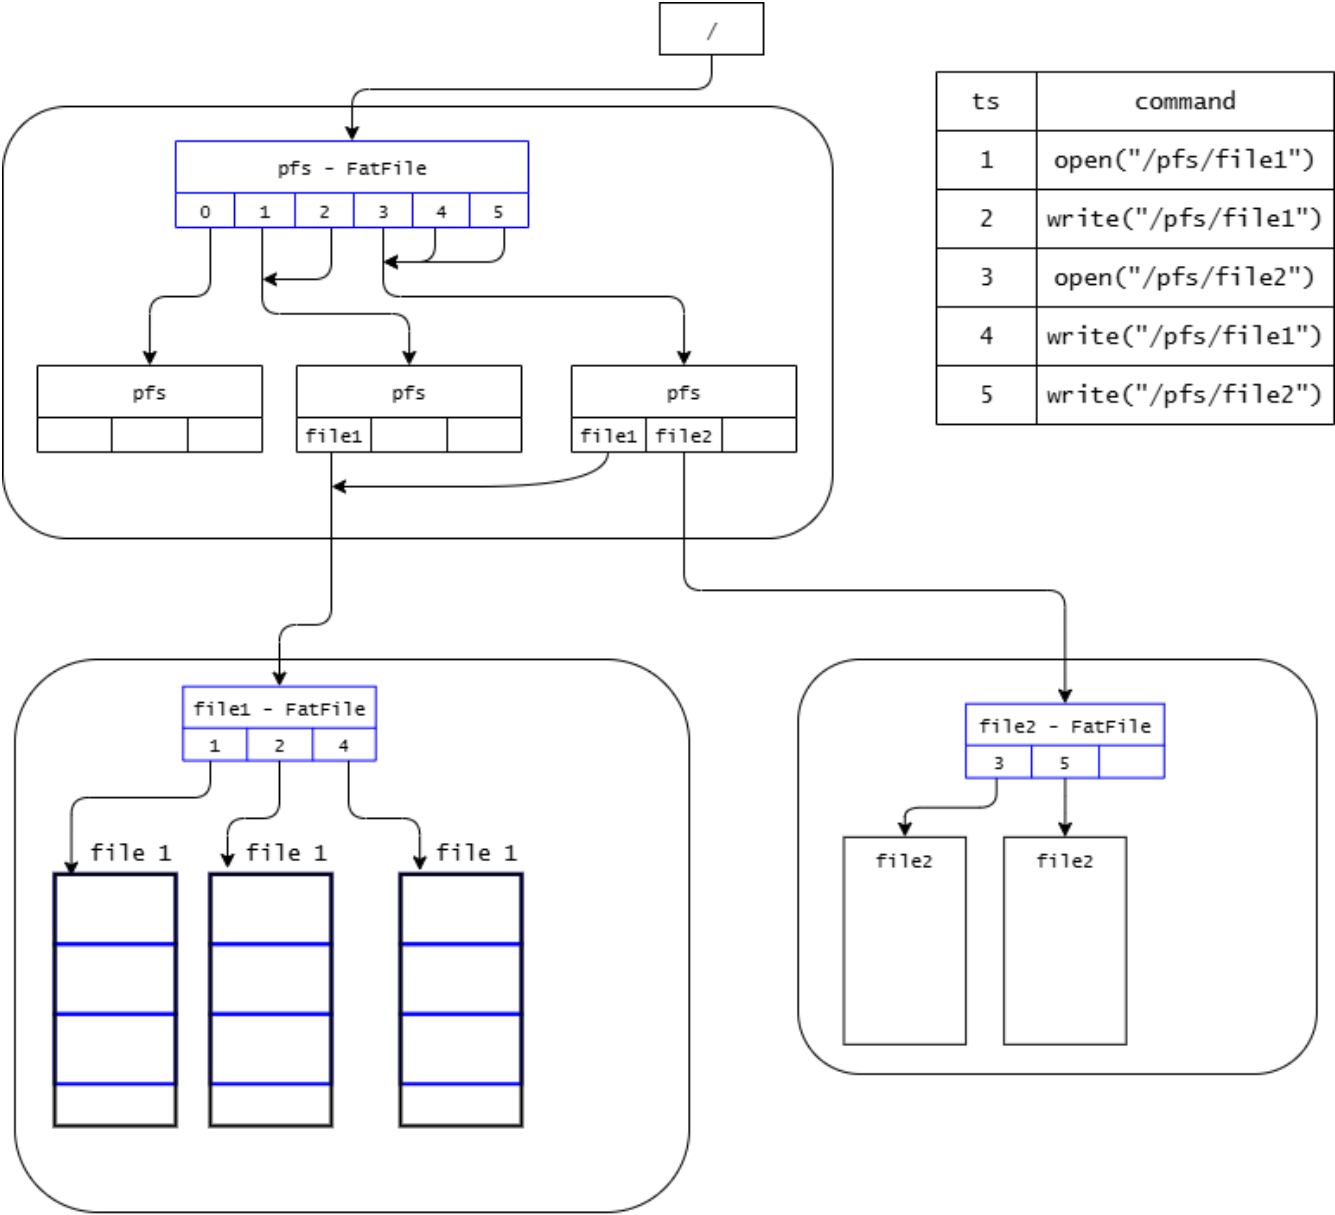 /
ts command
1 open("/pfs/file1")
2 write("/pfs/file1")
3 open("/pfs/file2")
4 write("/pfs/file1")
5 write("/pfs/file2")
pfs - FatFile
0 1 2 3 4 5
pfs
pfs
file1
pfs
file1 file2
file1 - FatFile
1 2 4
file 1
file 1
file 1
file2 - FatFile
3 5
file2
file2